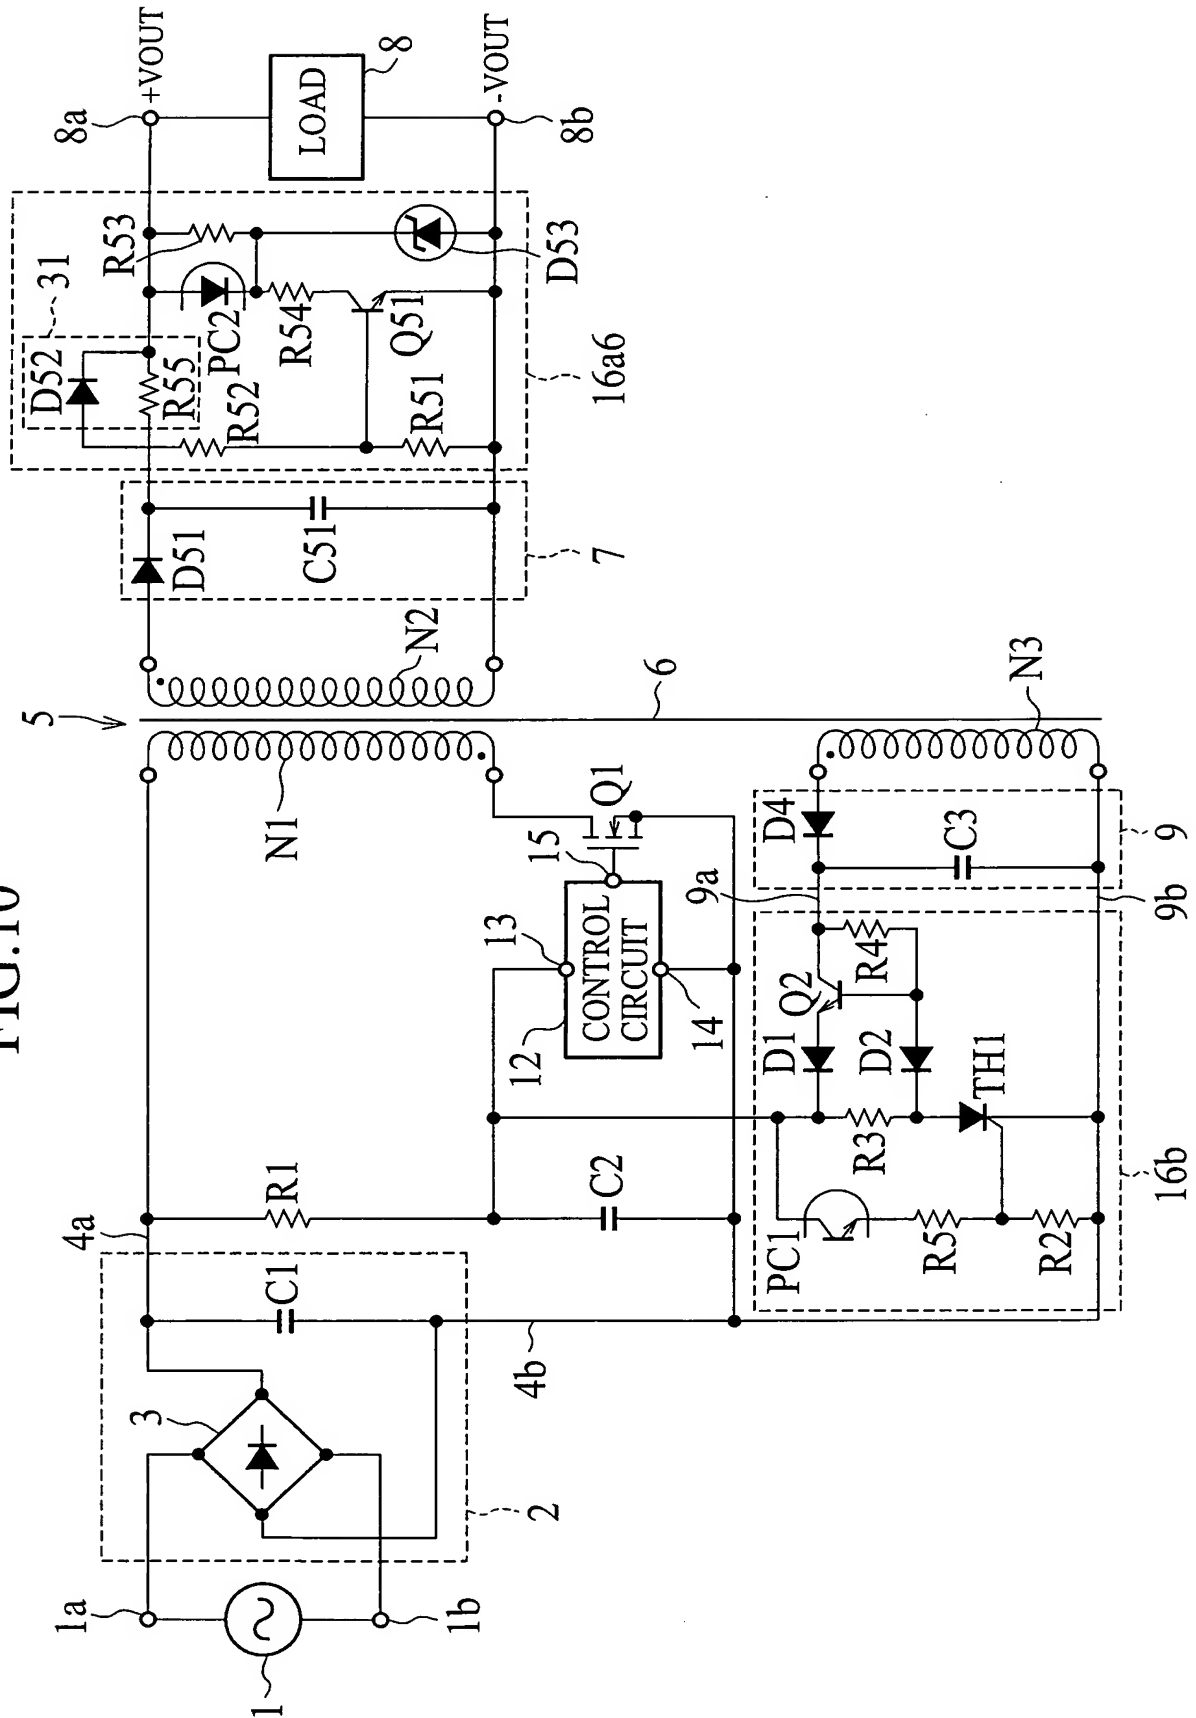 FIG.10
5
31
8a
+VOUT
D52
R55
R53
PC2
R54
R52
R51
Q51
D53
LOAD
8
-VOUT
8b
16a6
D51
C51
7
N2
N1
6
N3
4a
R1
C2
C1
4b
3
2
1a
1b
1
Q1
15
13
CONTROL
CIRCUIT
12
14
9a
D4
C3
9
9b
R4
Q2
D1
D2
R3
TH1
PC1
R5
R2
16b